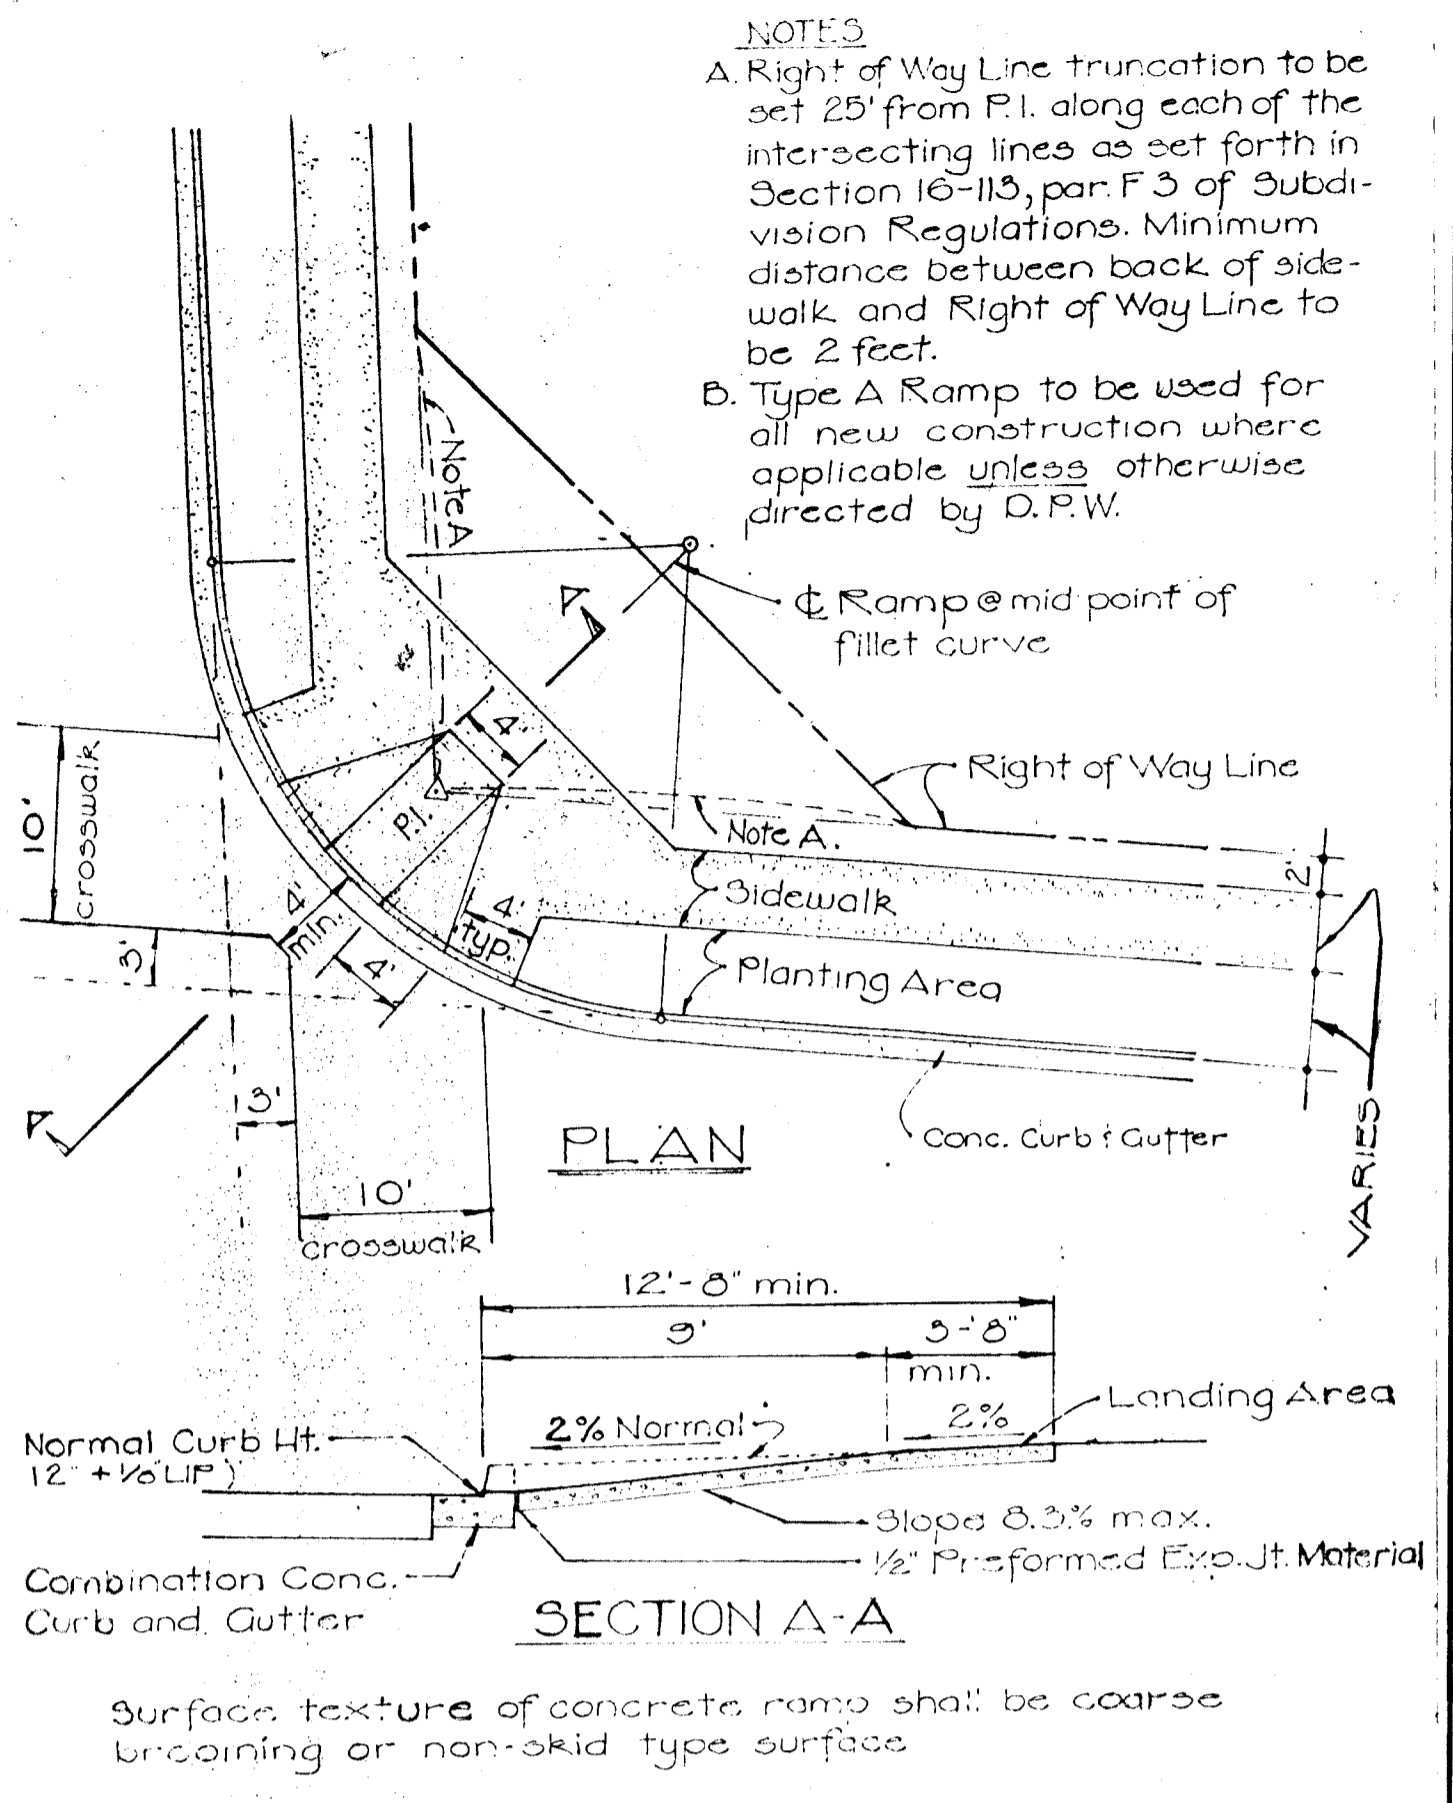 NOTES
A. Right of Way Line truncation to be
set 25' from P.I. along each of the
intersecting lines as set forth in
Section 16-113, par. F 3 of Subdi-
vision Regulations. Minimum
distance between back of side-
walk and Right of Way Line to
be 2 feet.
B. Type A Ramp to be used for
all new construction where
applicable unless otherwise
directed by D.P.W.
Note A
A
℄ Ramp @ mid point of
fillet curve
4'
Right of Way Line
10'
crosswalk
P.I.
Note A.
2'
Sidewalk
4'
min.
4'
typ.
3'
4'
Planting Area
3'
A
Conc. Curb & Gutter
VARIES
PLAN
10'
crosswalk
12'-8" min.
9'
3-'8"
min.
Landing Area
2% Normal
2%
Normal Curb Ht.
12" + 1/8" LIP)
Slope 8.3% max.
1/2" Preformed Exp. Jt. Material
Combination Conc.
Curb and Gutter
SECTION A-A
Surface texture of concrete ramp shall be coarse
brooming or non-skid type surface